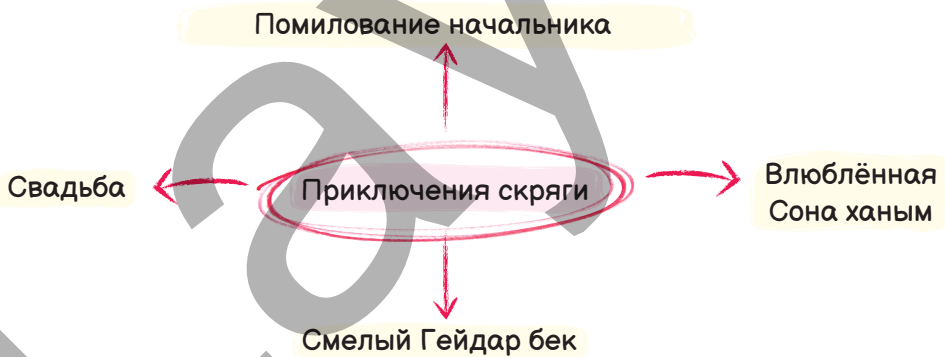 Помилование начальника
Свадьба
Приключения скряги
Влюблённая
Сона ханым
Смелый Гейдар бек